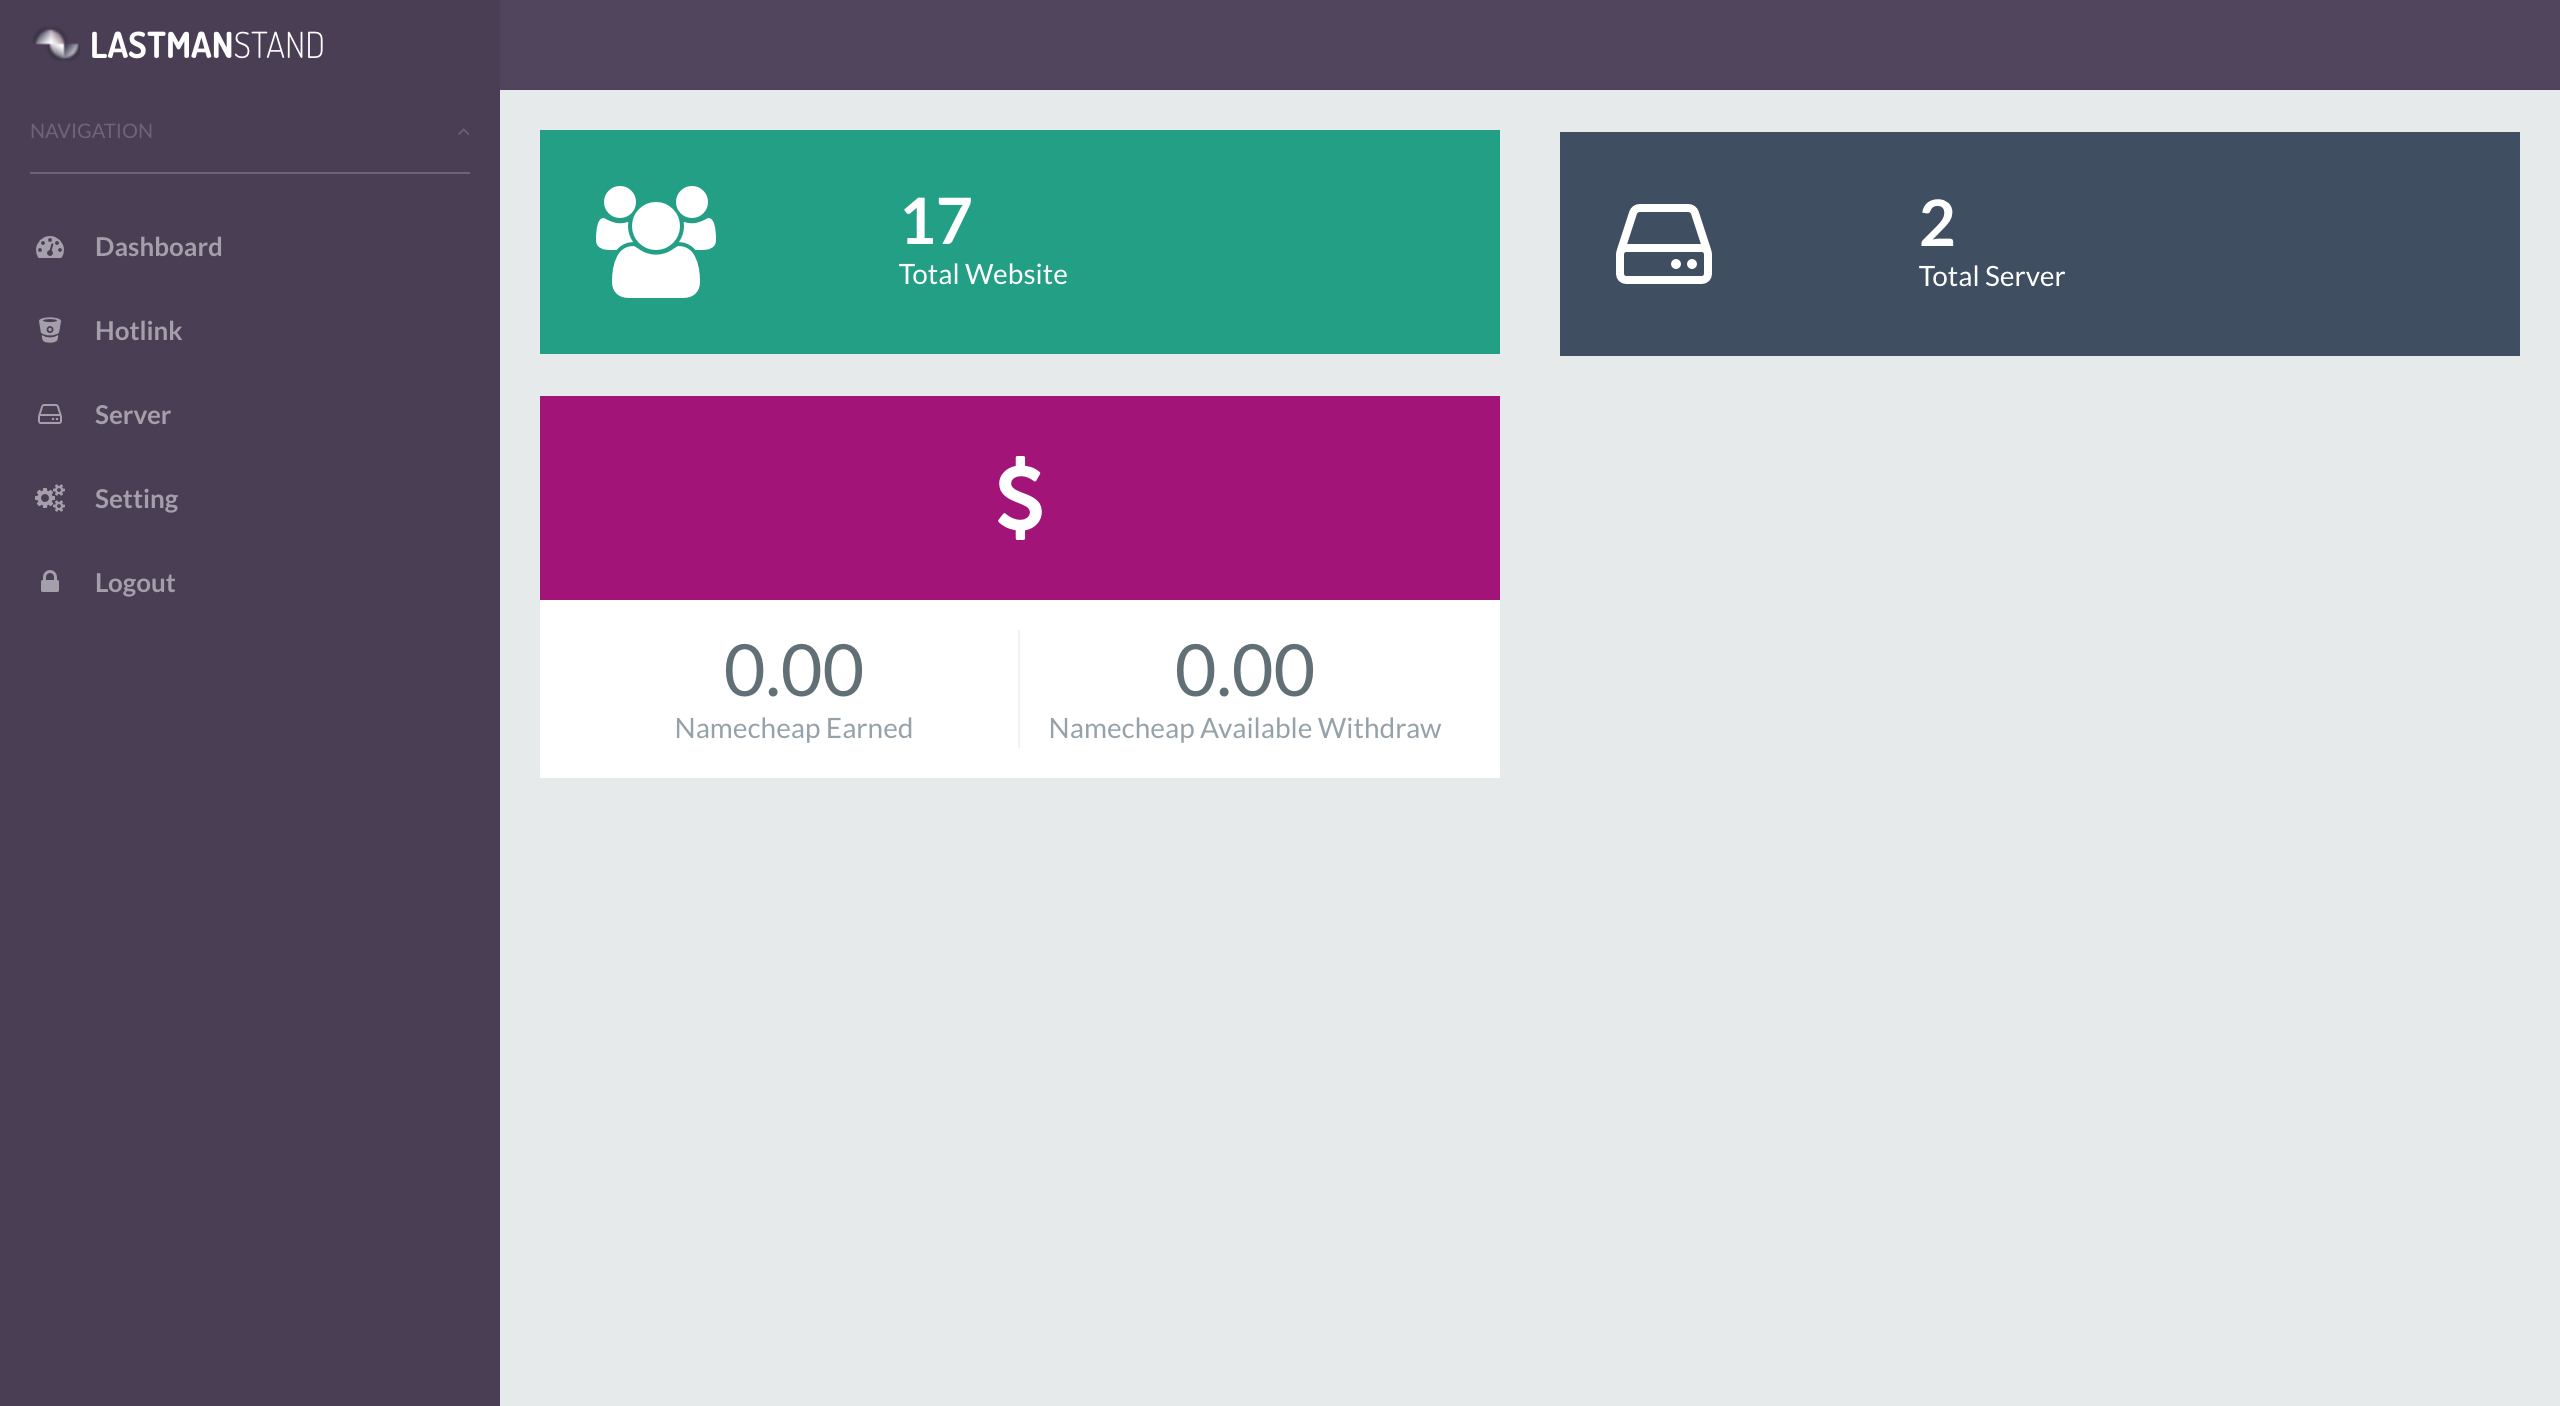 LASTMANSTAND
NAVIGATION
Dashboard
Hotlink
Server
Setting
Logout
17
Total Website
2
Total Server
$
0.00
Namecheap Earned
0.00
Namecheap Available Withdraw